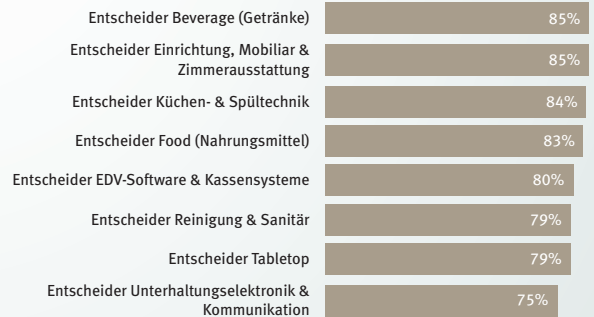 Entscheider Beverage (Getränke) 85%
Entscheider Einrichtung, Mobiliar &
Zimmerausstattung 85%
Entscheider Küchen- & Spültechnik 84%
Entscheider Food (Nahrungsmittel) 83%
Entscheider EDV-Software & Kassensysteme 80%
Entscheider Reinigung & Sanitär 79%
Entscheider Tabletop 79%
Entscheider Unterhaltungselektronik &
Kommunikation 75%